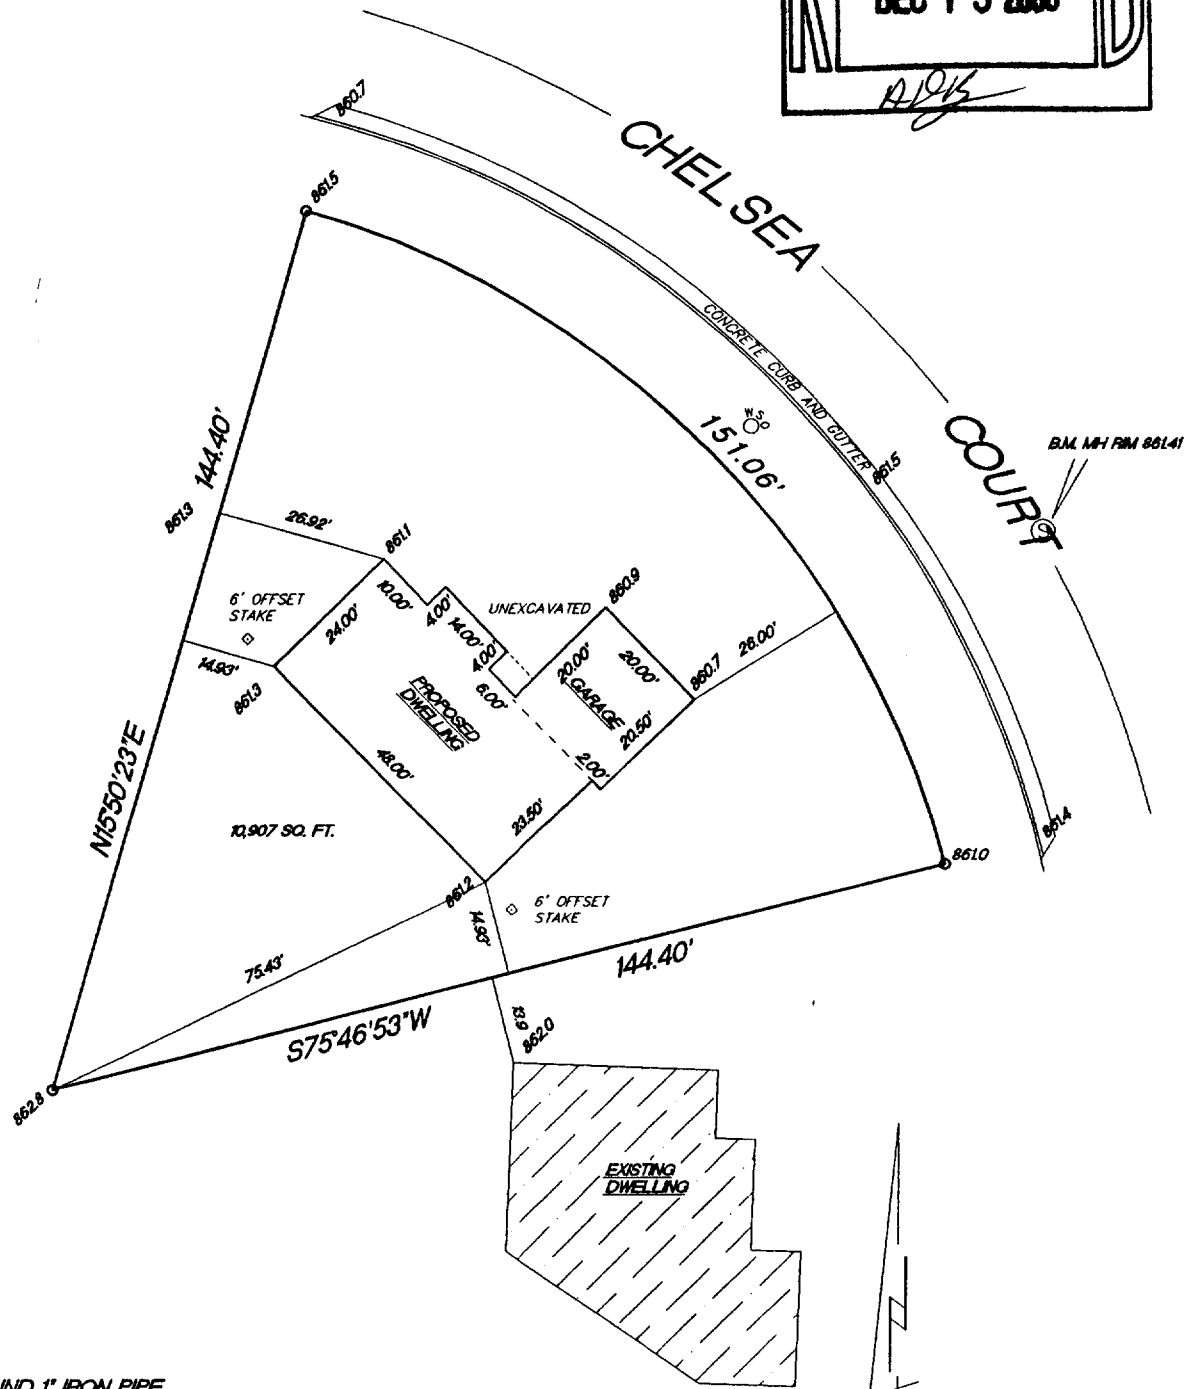 DEC 13 2000
860.7
CHELSEA
861.5
CONCRETE CURB AND GUTTER
W S
151.06'
861.5
COURT
B.M. MH RIM 861.41
S
144.40'
861.3
26.92'
861.1
6' OFFSET
STAKE
10.00'
4.00'
14.00'
UNEXCAVATED
860.9
24.00'
4.00'
6.00'
20.00'
20.00'
GARAGE
860.7
26.00'
14.93'
861.3
PROPOSED
DWELLING
20.50'
2.00'
48.00'
N15°50'23"E
23.50'
10,907 SQ. FT.
861.4
861.0
861.2
6' OFFSET
STAKE
14.93'
75.43'
144.40'
S75°46'53"W
13.9
862.0
862.8
EXISTING
DWELLING
1" IRON PIPE